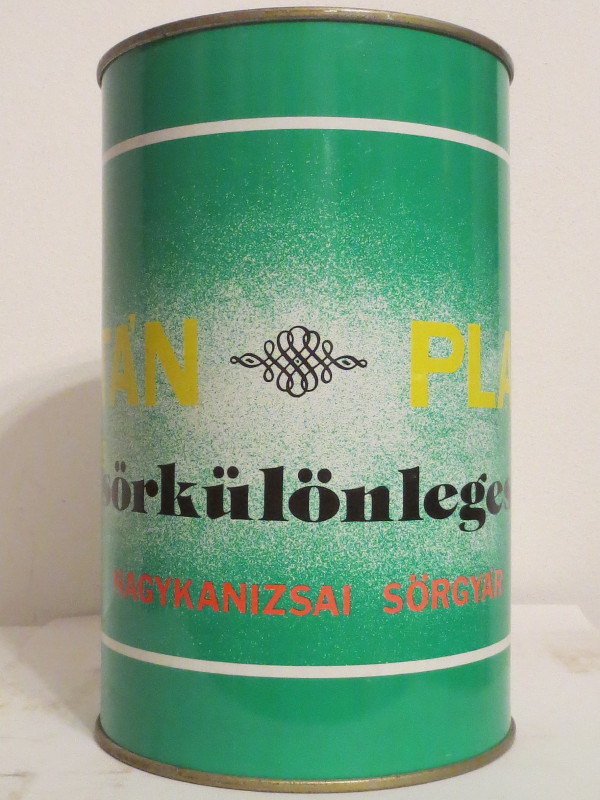 TÁN PLA
sörkülönleges
NAGYKANIZSAI SÖRGYÁR